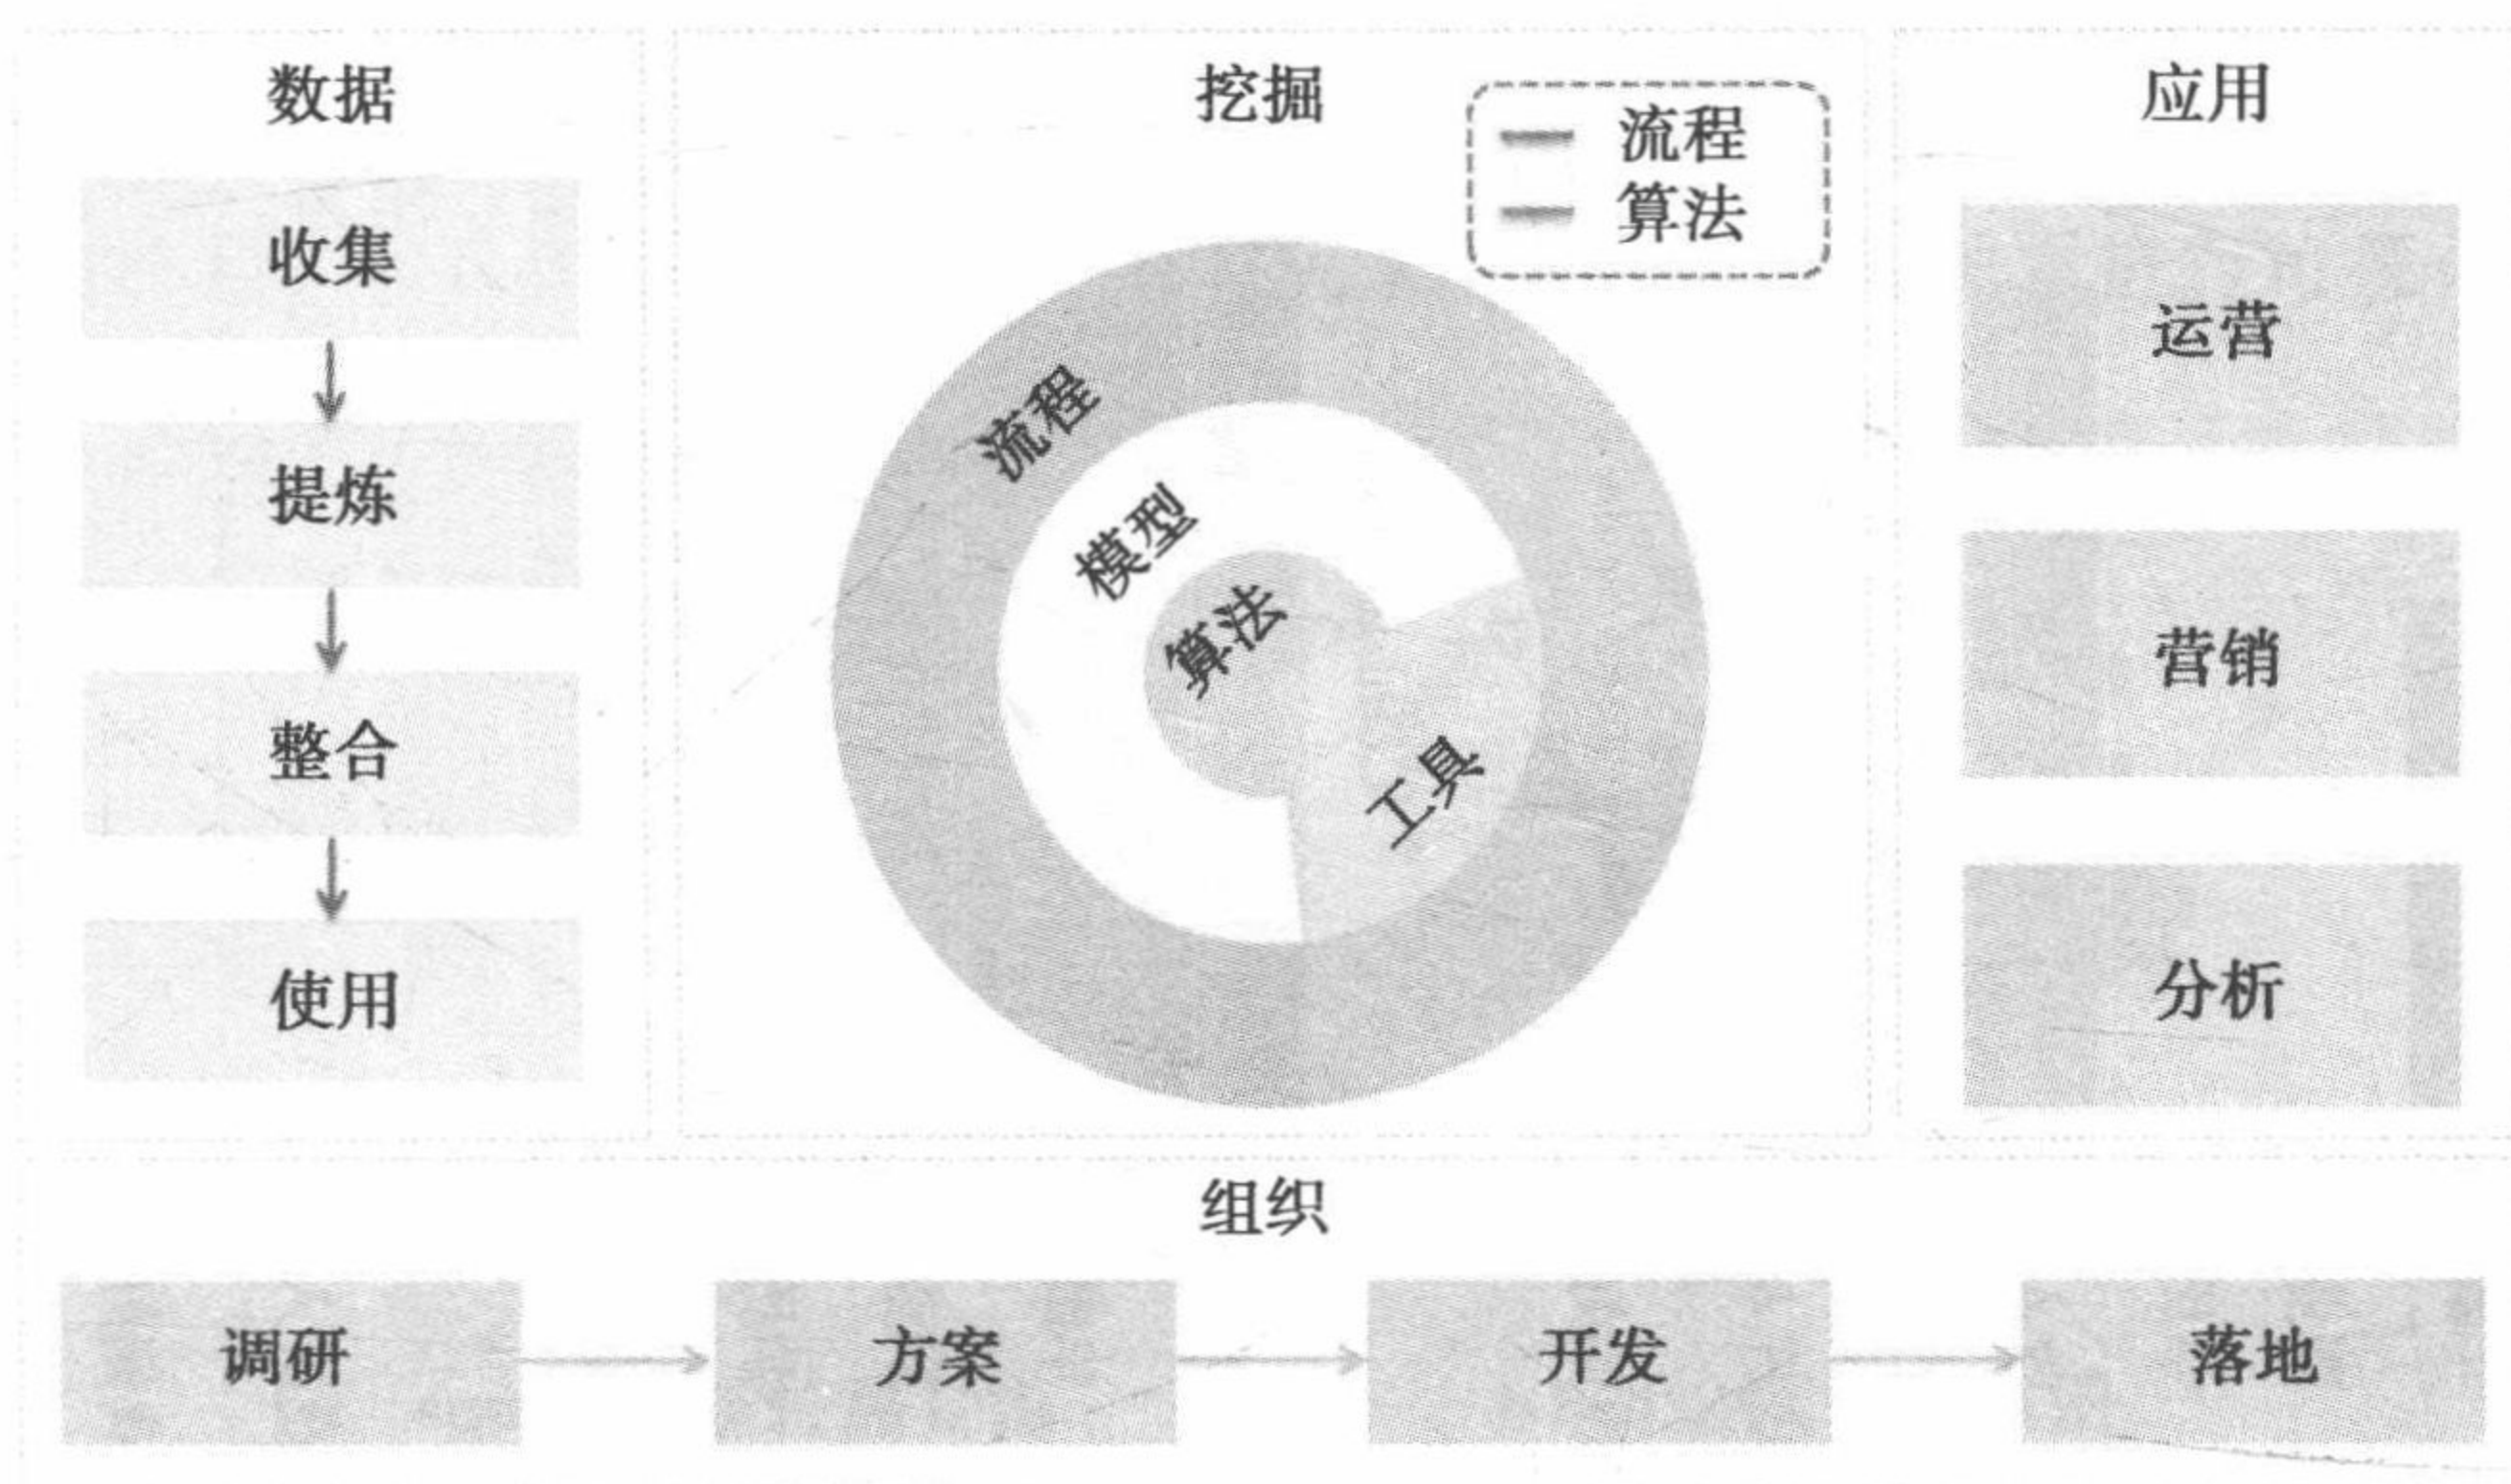 数据
收集
提炼
整合
使用
挖掘
流程
算法
流程
模型
算法
工具
应用
运营
营销
分析
组织
调研
方案
开发
落地